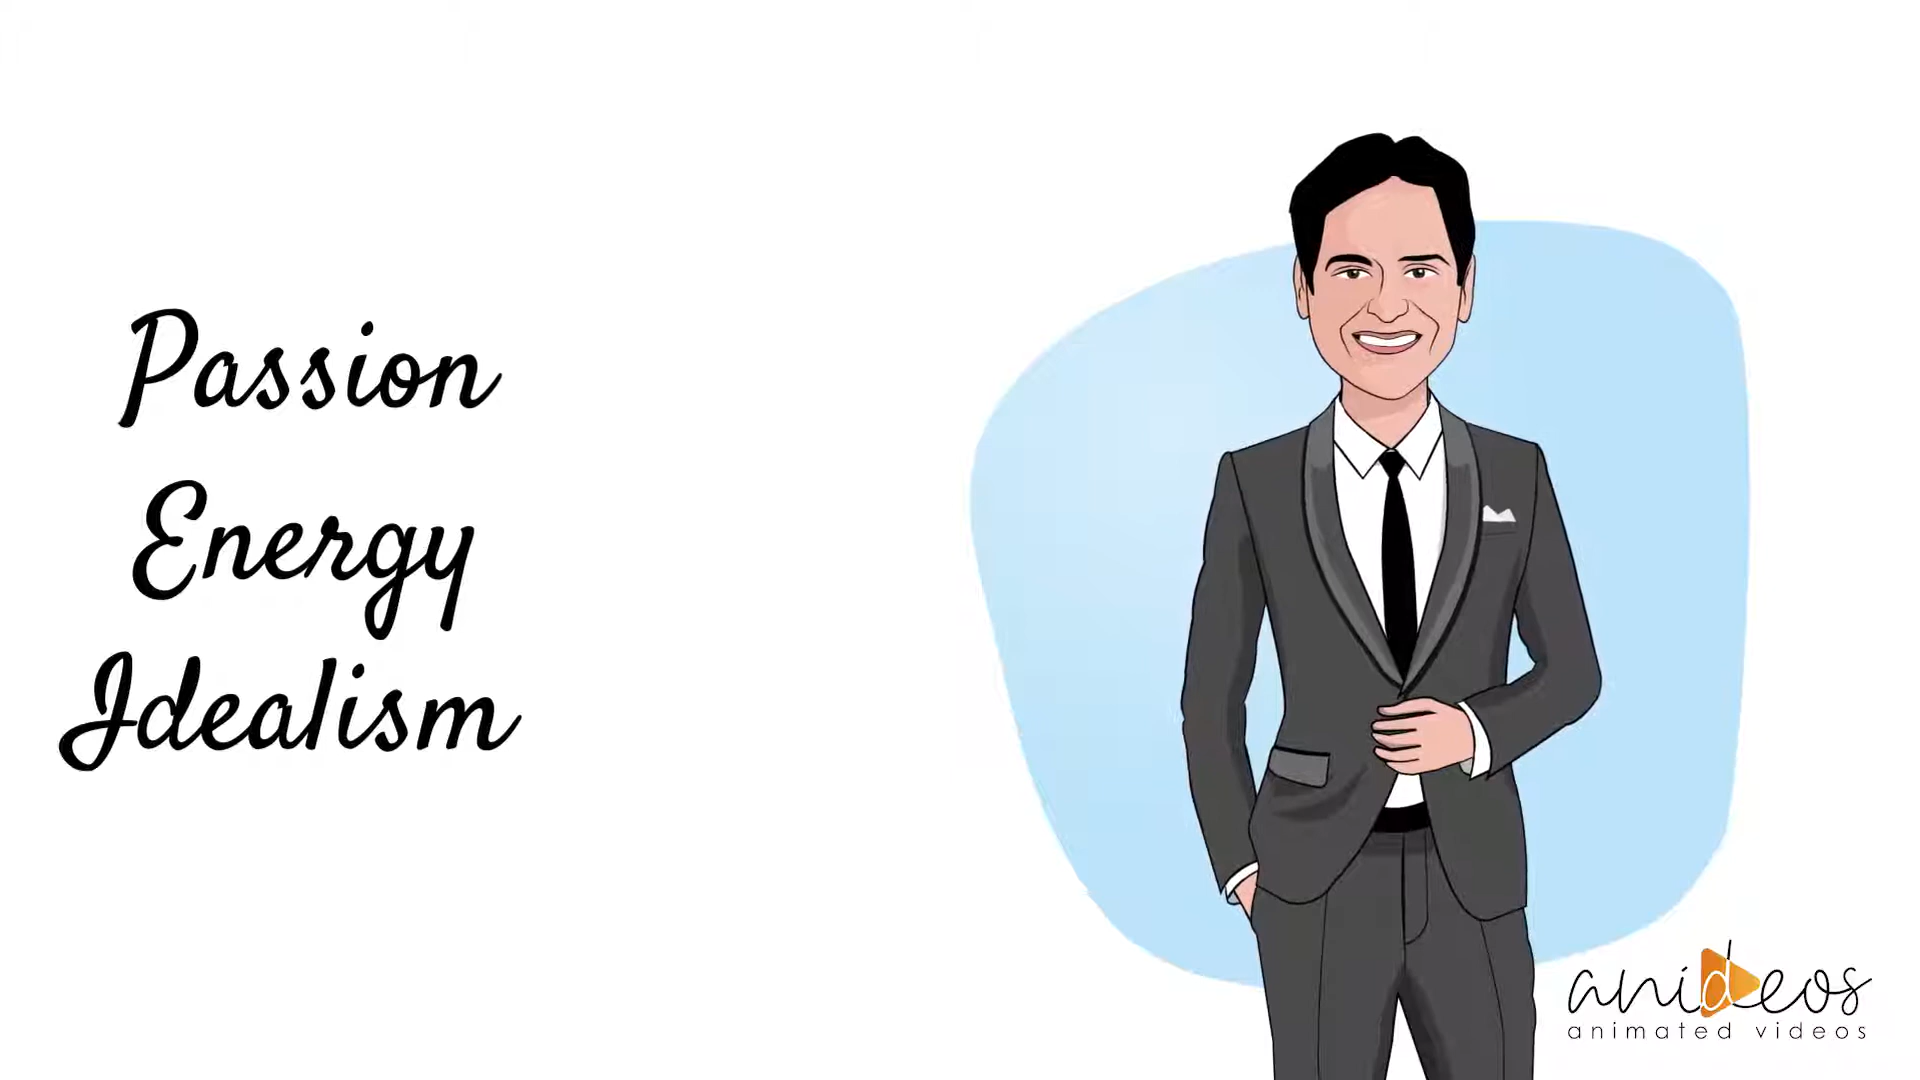 Passion
Energy
Idealism
anideos
animated videos